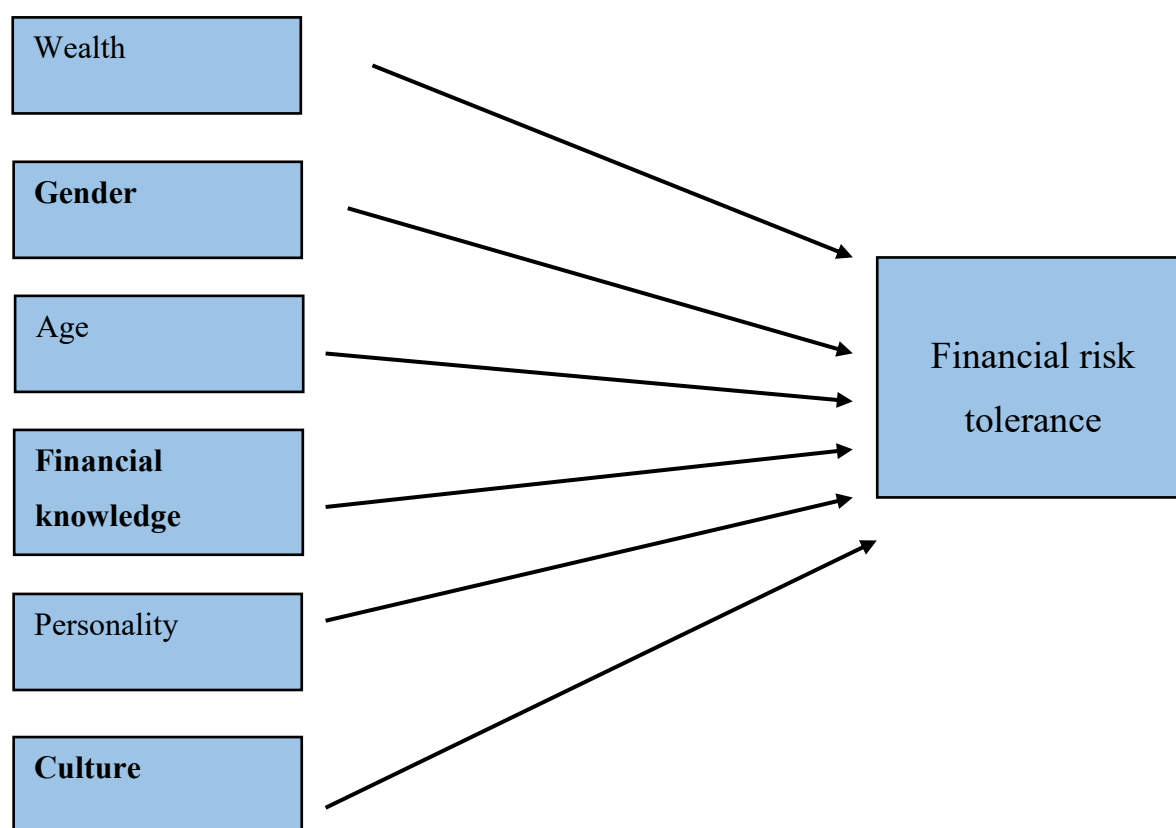 Wealth
Gender
Age
Financial
knowledge
Personality
Culture
Financial risk
tolerance